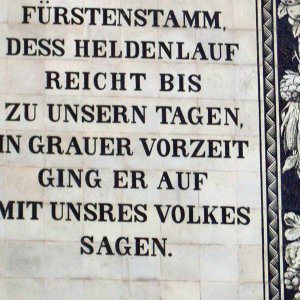 FÜRSTENSTAMM,
DESS HELDENLAUF
REICHT BIS
ZU UNSERN TAGEN,
IN GRAUER VORZEIT
GING ER AUF
MIT UNSRES VOLKES
SAGEN.